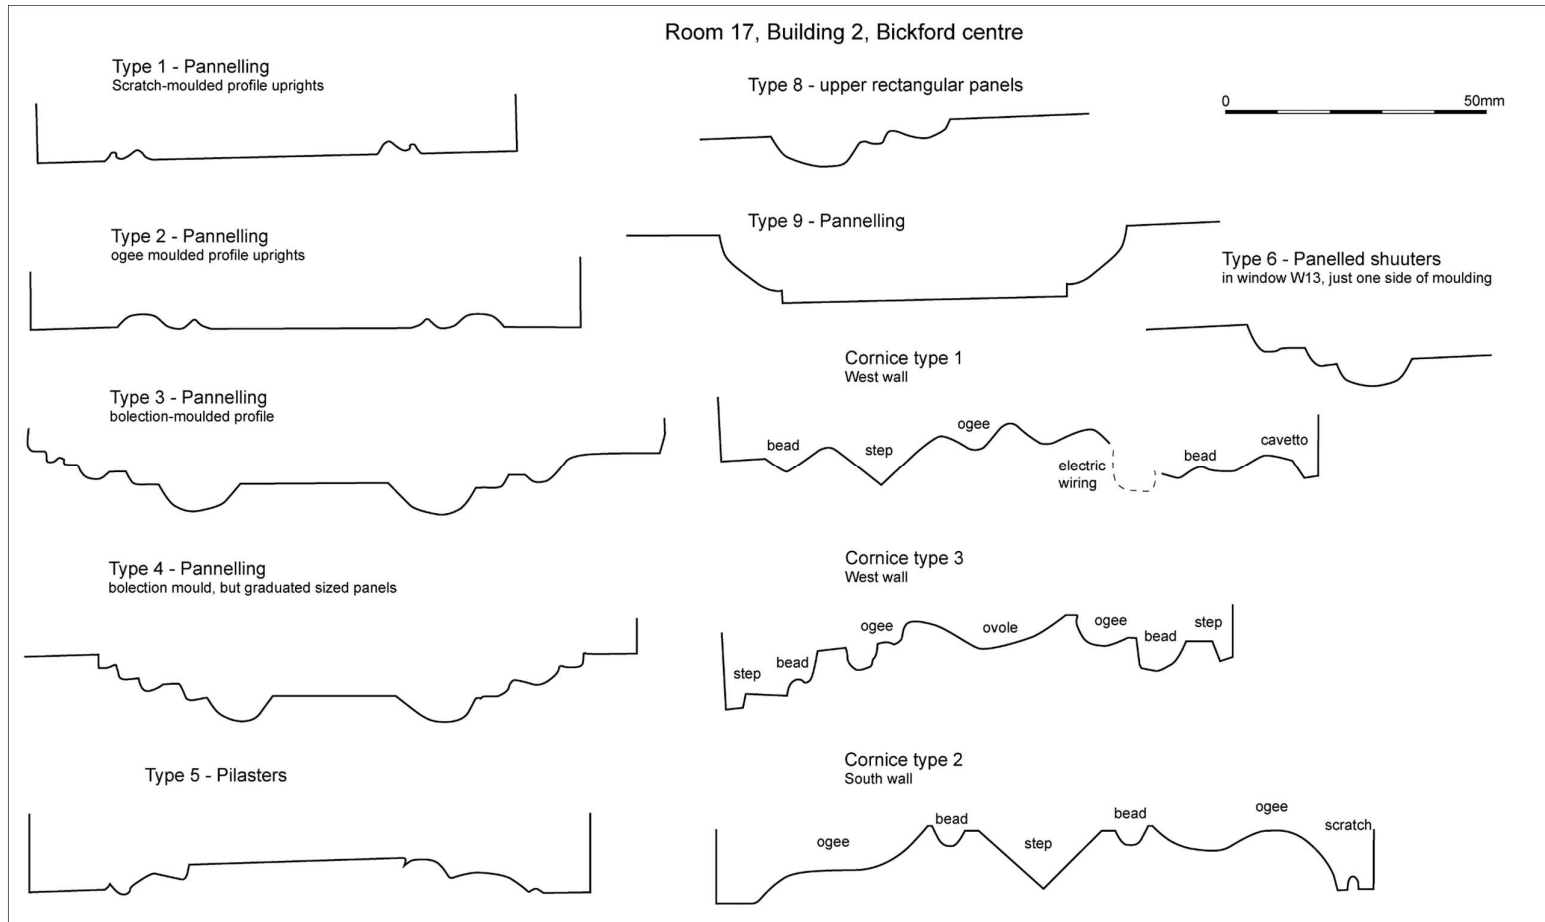 Room 17, Building 2, Bickford centre
Type 1 - Pannelling
Scratch-moulded profile uprights
Type 2 - Pannelling
ogee moulded profile uprights
Type 3 - Pannelling
bolection-moulded profile
Type 4 - Pannelling
bolection mould, but graduated sized panels
Type 5 - Pilasters
Type 8 - upper rectangular panels
0 50mm
Type 9 - Pannelling
Type 6 - Panelled shuuters
in window W13, just one side of moulding
Cornice type 1
West wall
bead
step
ogee
electric
wiring
bead
cavetto
Cornice type 3
West wall
step
bead
ogee
ovole
ogee
bead
step
Cornice type 2
South wall
ogee
bead
step
bead
ogee
scratch